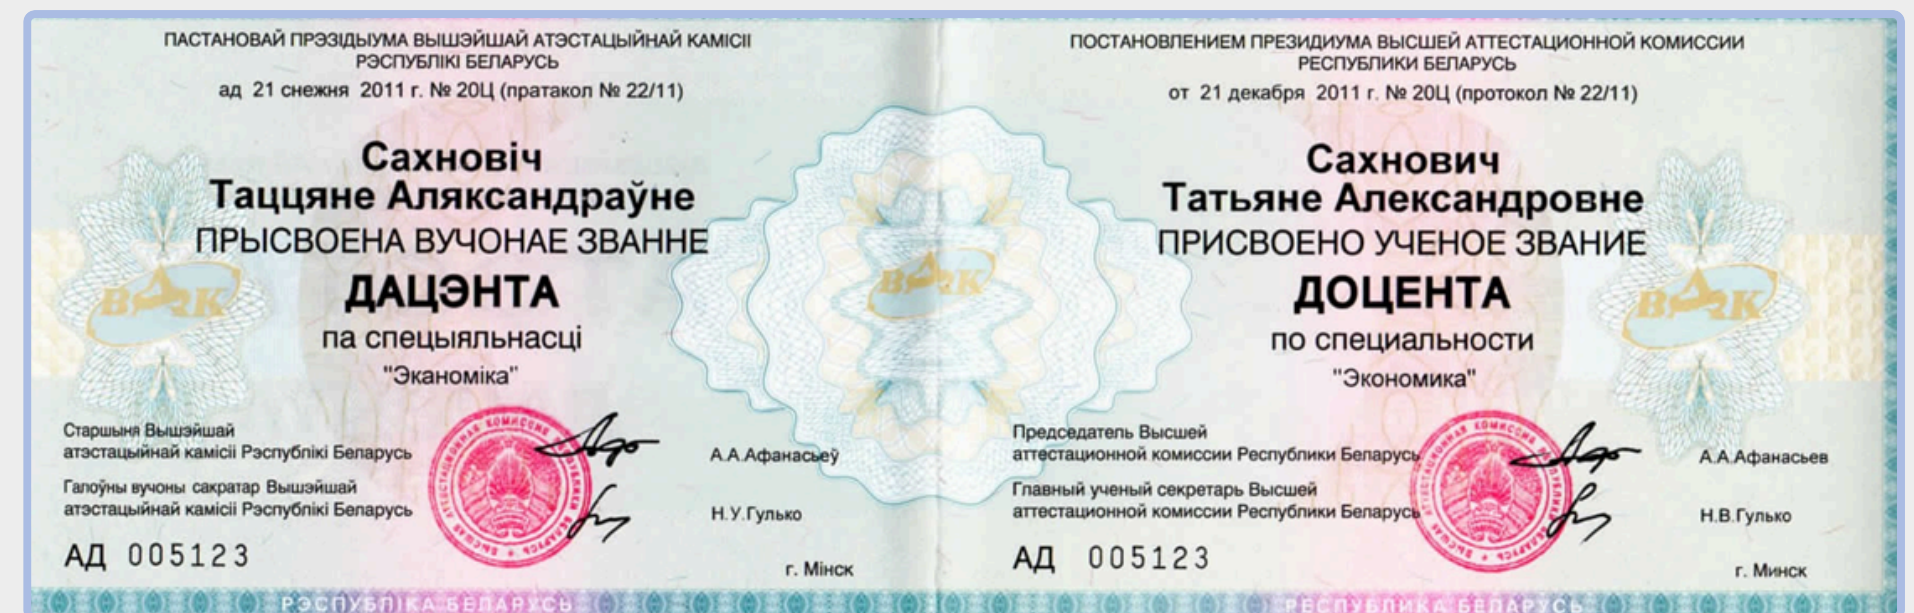 ПАСТАНОВАЙ ПРЭЗІДЫУМА ВЫШЭЙШАЙ АТЭСТАЦЫЙНАЙ КАМІСІІ
РЭСПУБЛІКІ БЕЛАРУСЬ
ад 21 снежня 2011 г. № 20Ц (пратакол № 22/11)
Сахновіч
Таццяне Аляксандраўне
ПРЫСВОЕНА ВУЧОНАЕ ЗВАННЕ
ДАЦЭНТА
па спецыяльнасці
"Эканоміка"
ВАК
Старшыня Вышэйшай
атэстацыйнай камісіі Рэспублікі Беларусь
А.А.Афанасьеў
Галоўны вучоны сакратар Вышэйшай
атэстацыйнай камісіі Рэспублікі Беларусь
Н.У.Гулько
АД 005123
г. Мінск
РЭСПУБЛІКА БЕЛАРУСЬ
ВАК
ПОСТАНОВЛЕНИЕМ ПРЕЗИДИУМА ВЫСШЕЙ АТТЕСТАЦИОННОЙ КОМИССИИ
РЕСПУБЛИКИ БЕЛАРУСЬ
от 21 декабря 2011 г. № 20Ц (протокол № 22/11)
Сахнович
Татьяне Александровне
ПРИСВОЕНО УЧЕНОЕ ЗВАНИЕ
ДОЦЕНТА
по специальности
"Экономика"
ВАК
Председатель Высшей
аттестационной комиссии Республики Беларусь
А.А.Афанасьев
Главный ученый секретарь Высшей
аттестационной комиссии Республики Беларусь
Н.В.Гулько
АД 005123
г. Минск
РЕСПУБЛИКА БЕЛАРУСЬ